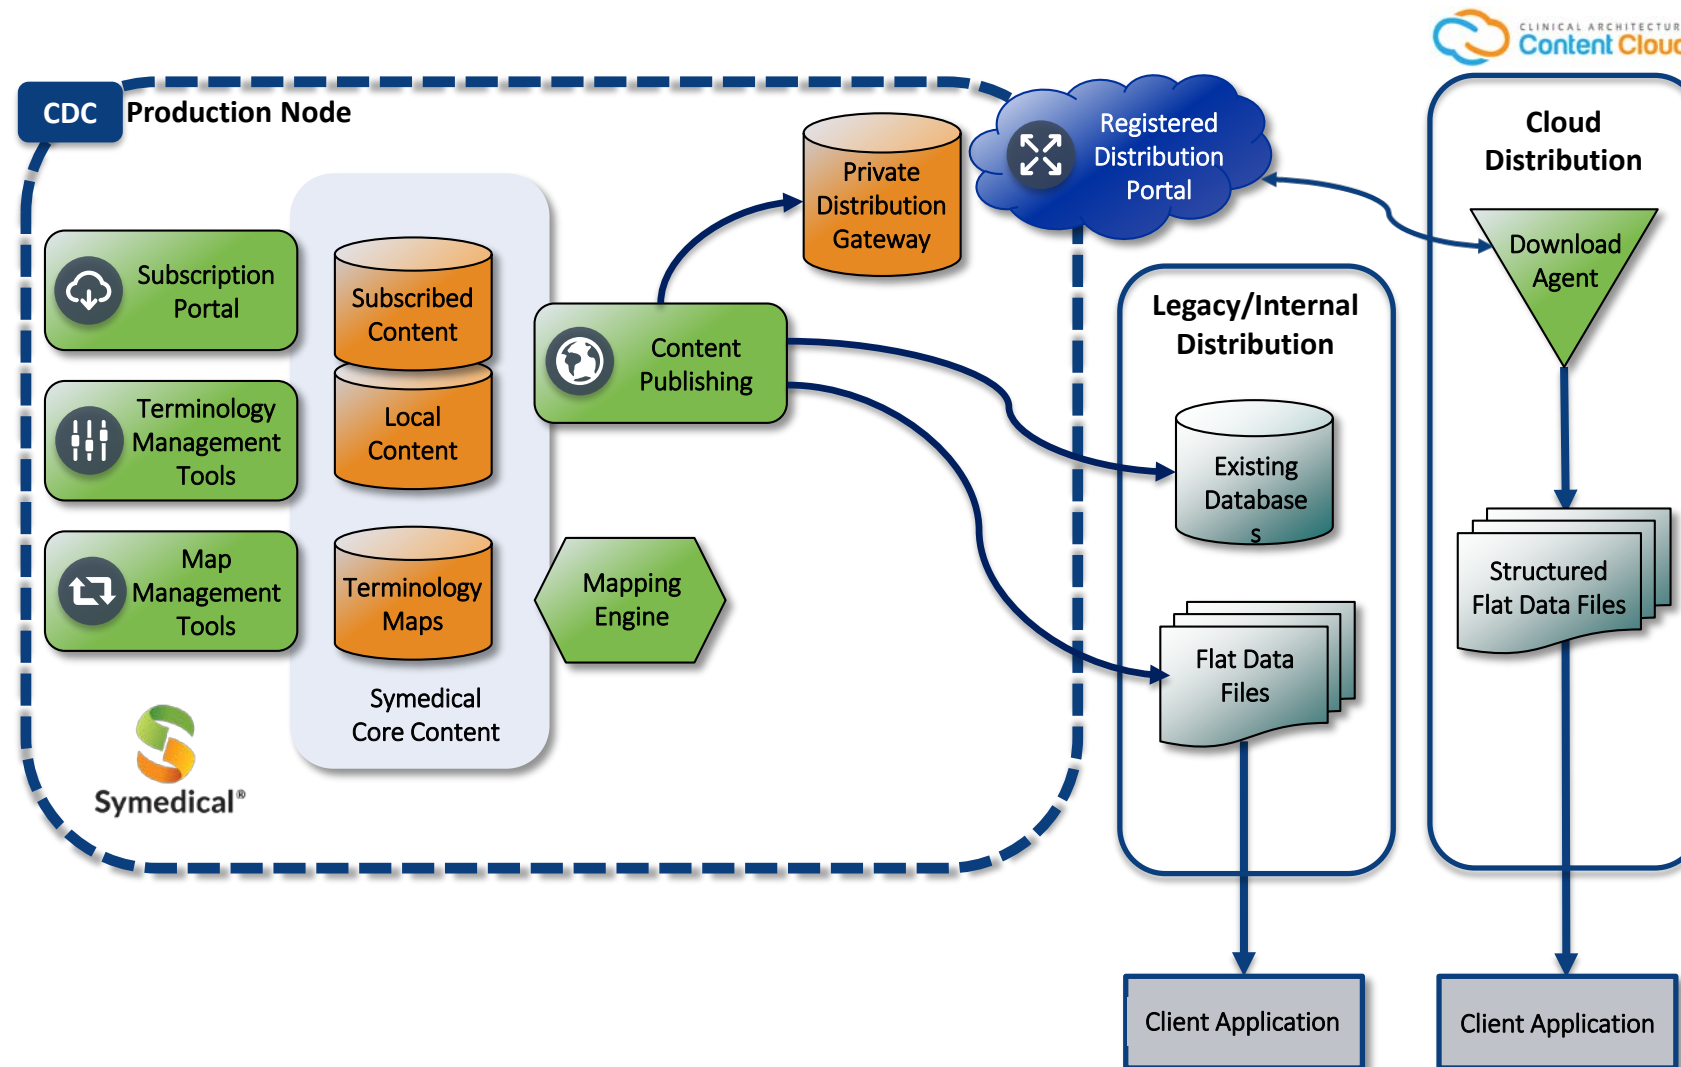 CLINICAL ARCHITECTUR
Content Cloud
CDC
Production Node
Registered
Distribution
Portal
Cloud
Distribution
Private
Distribution
Gateway
Subscription
Portal
Subscribed
Content
Content
Publishing
Legacy/Internal
Distribution
Download
Agent
Terminology
Management
Tools
Local
Content
Existing
Database
s
Map
Management
Tools
Terminology
Maps
Mapping
Engine
Structured
Flat Data Files
Flat Data
Files
Symedical
Core Content
Symedical®
Client Application
Client Application